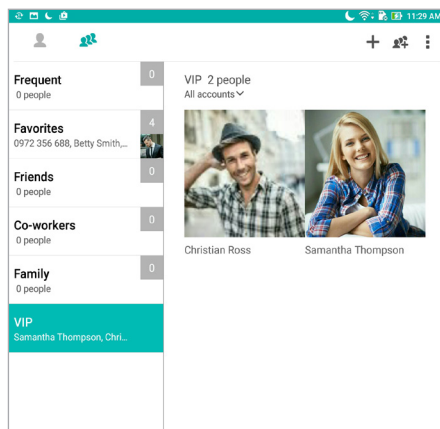 11:29 AM
Frequent
0
0 people
Favorites
4
0972 356 688, Betty Smith,...
Friends
0
0 people
Co-workers
0
0 people
Family
0
0 people
VIP
Samantha Thompson, Chri...
VIP 2 people
All accounts
Christian Ross
Samantha Thompson